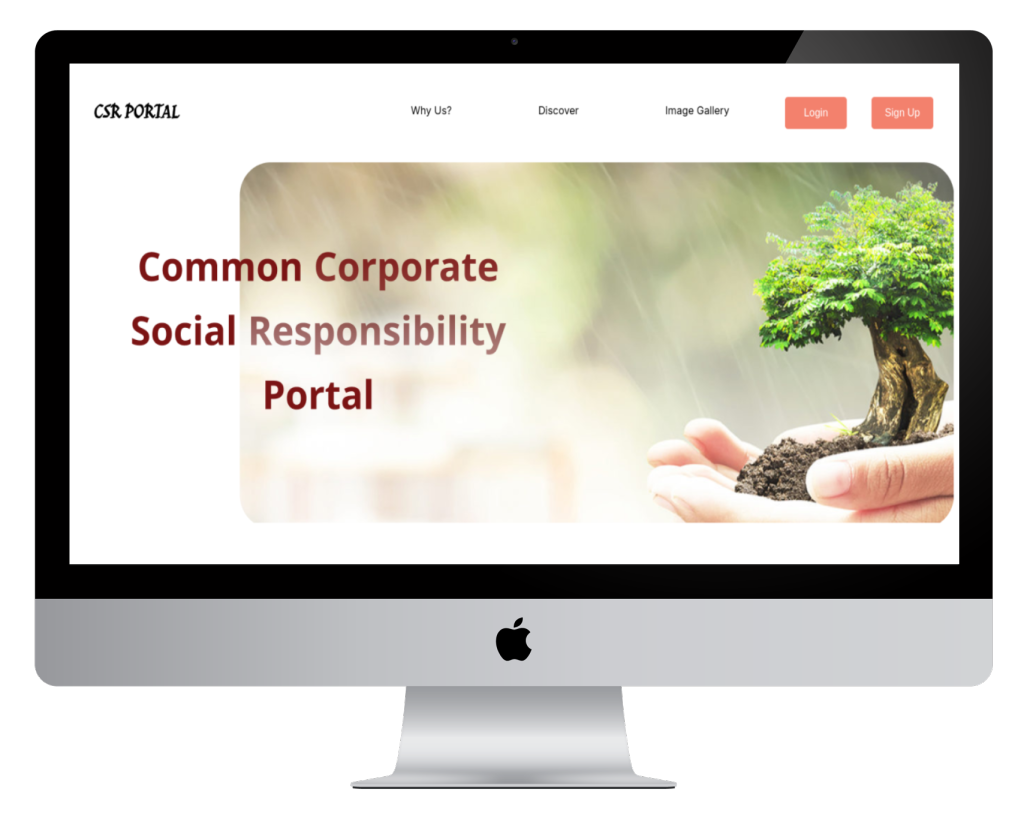 CSR PORTAL
Why Us?
Discover
Image Gallery
Login
Sign Up
Common Corporate
Social Responsibility
Portal